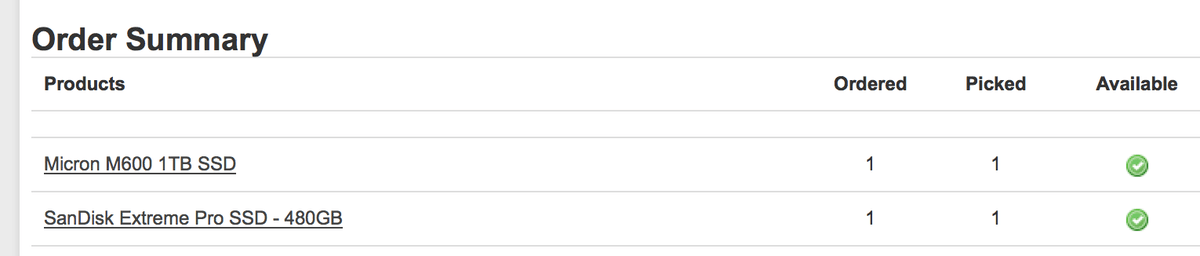 Order Summary
Products Ordered Picked Available
Micron M600 1TB SSD 1 1
SanDisk Extreme Pro SSD - 480GB 1 1